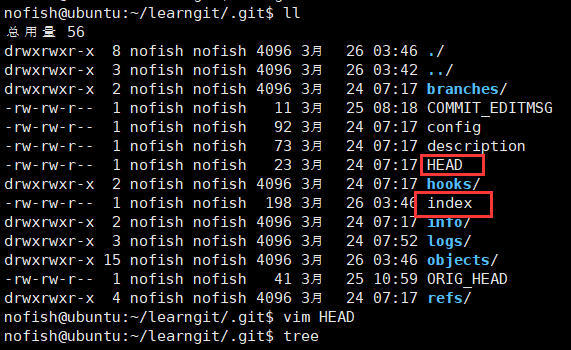 nofish@ubuntu:~/learngit/.git$ ll
总用量 56
drwxrwxr-x  8 nofish nofish 4096 3月  26 03:46 ./
drwxrwxr-x  3 nofish nofish 4096 3月  26 03:42 ../
drwxrwxr-x  2 nofish nofish 4096 3月  24 07:17 branches/
-rw-rw-r--  1 nofish nofish   11 3月  25 08:18 COMMIT_EDITMSG
-rw-rw-r--  1 nofish nofish   92 3月  24 07:17 config
-rw-rw-r--  1 nofish nofish   73 3月  24 07:17 description
-rw-rw-r--  1 nofish nofish   23 3月  24 07:17 HEAD
drwxrwxr-x  2 nofish nofish 4096 3月  24 07:17 hooks/
-rw-rw-r--  1 nofish nofish  198 3月  26 03:46 index
drwxrwxr-x  2 nofish nofish 4096 3月  24 07:17 info/
drwxrwxr-x  3 nofish nofish 4096 3月  24 07:52 logs/
drwxrwxr-x 15 nofish nofish 4096 3月  26 03:46 objects/
-rw-rw-r--  1 nofish nofish   41 3月  25 10:59 ORIG_HEAD
drwxrwxr-x  4 nofish nofish 4096 3月  24 07:17 refs/
nofish@ubuntu:~/learngit/.git$ vim HEAD
nofish@ubuntu:~/learngit/.git$ tree